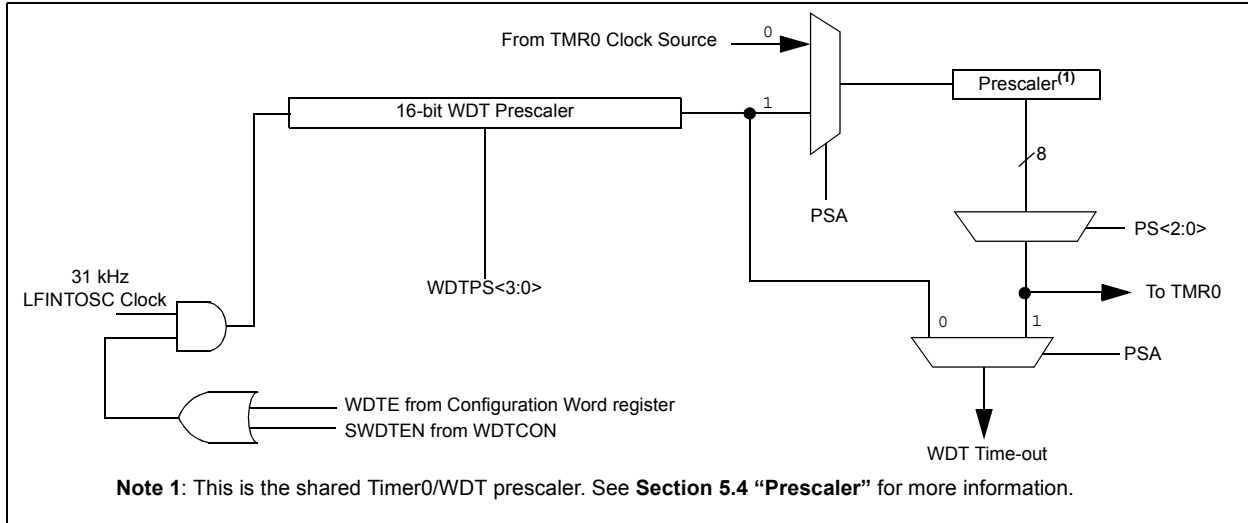 From TMR0 Clock Source
0
Prescaler(1)
16-bit WDT Prescaler
1
8
PSA
PS<2:0>
31 kHz
LFINTOSC Clock
WDTPS<3:0>
To TMR0
0
1
PSA
WDTE from Configuration Word register
SWDTEN from WDTCON
WDT Time-out
Note 1: This is the shared Timer0/WDT prescaler. See Section 5.4 “Prescaler” for more information.